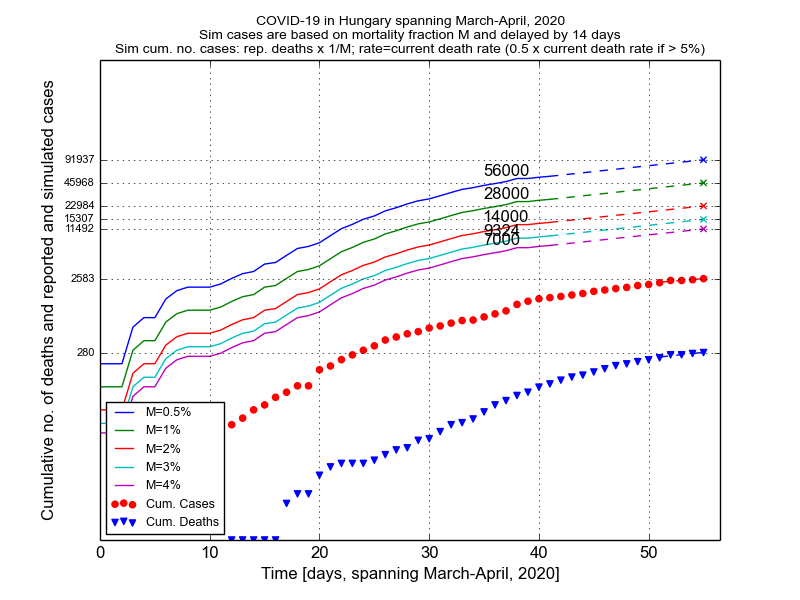 COVID-19 in Hungary spanning March-April, 2020
Sim cases are based on mortality fraction M and delayed by 14 days
Sim cum. no. cases: rep. deaths x 1/M; rate=current death rate (0.5 x current death rate if > 5%)
Cumulative no. of deaths and reported and simulated cases
91937
45968
22984
15307
11492
2583
280
56000
28000
14000
9324
7000
M=0.5%
M=1%
M=2%
M=3%
M=4%
Cum. Cases
Cum. Deaths
0 10 20 30 40 50
Time [days, spanning March-April, 2020]